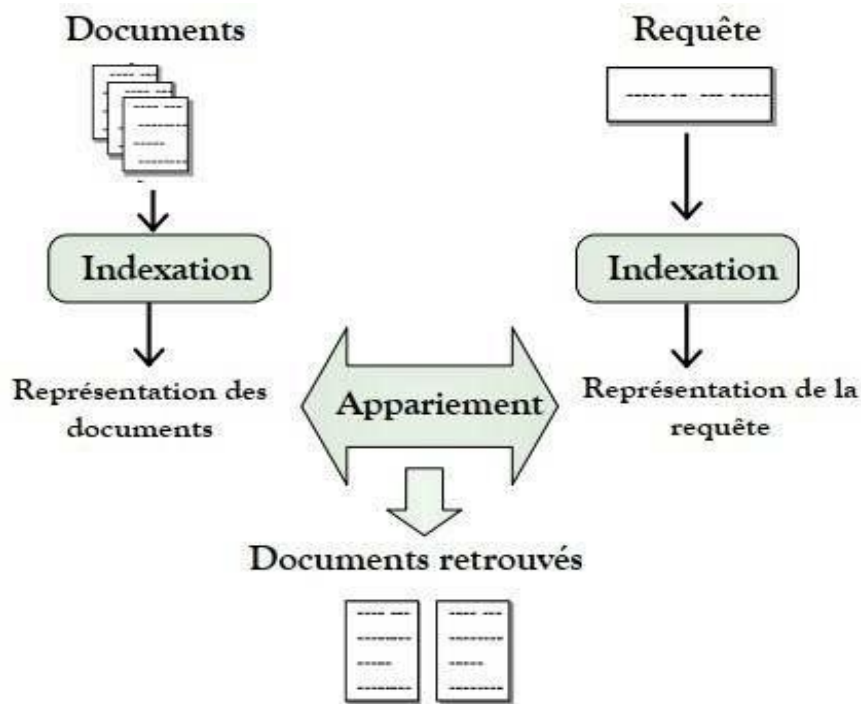 Documents
Requête
Indexation
Indexation
Représentation des
documents
Appariement
Représentation de la
requête
Documents retrouvés